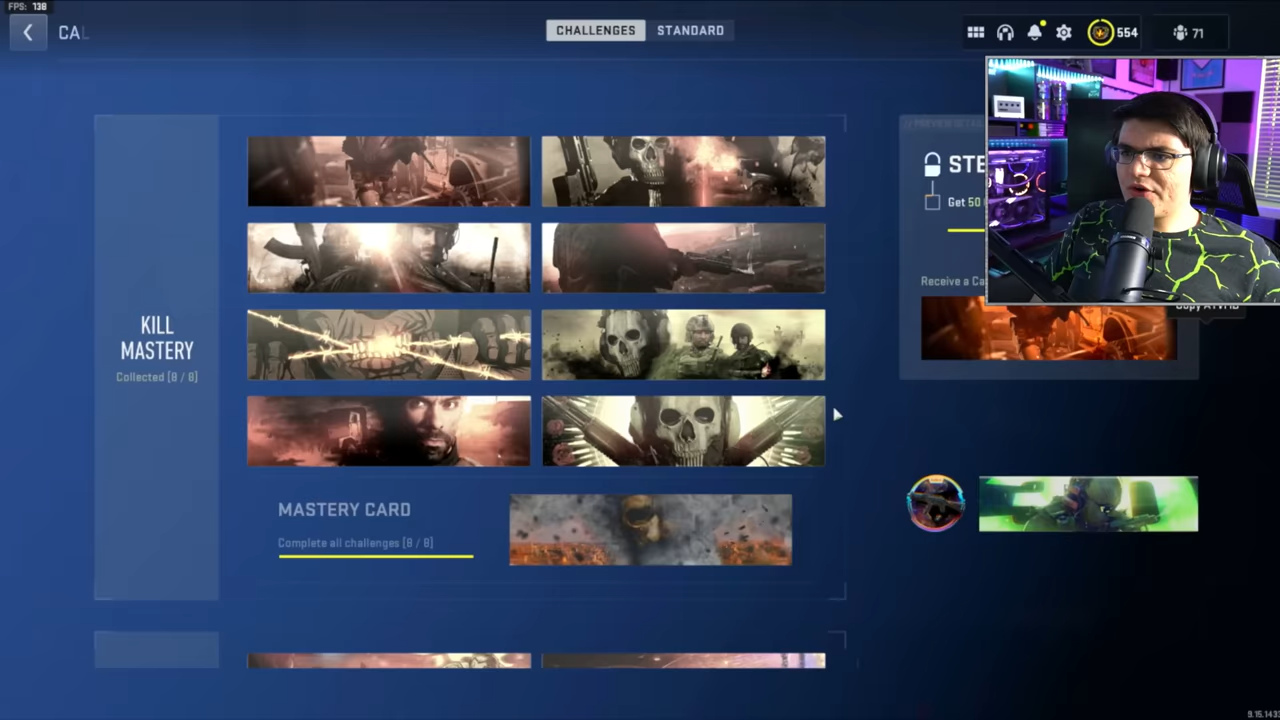 FPS: 138
CAL
CHALLENGES
STANDARD
554
71
STE
Get 50
Receive a Ca
KILL
MASTERY
Collected [8 / 8]
MASTERY CARD
Complete all challenges [8 / 8]